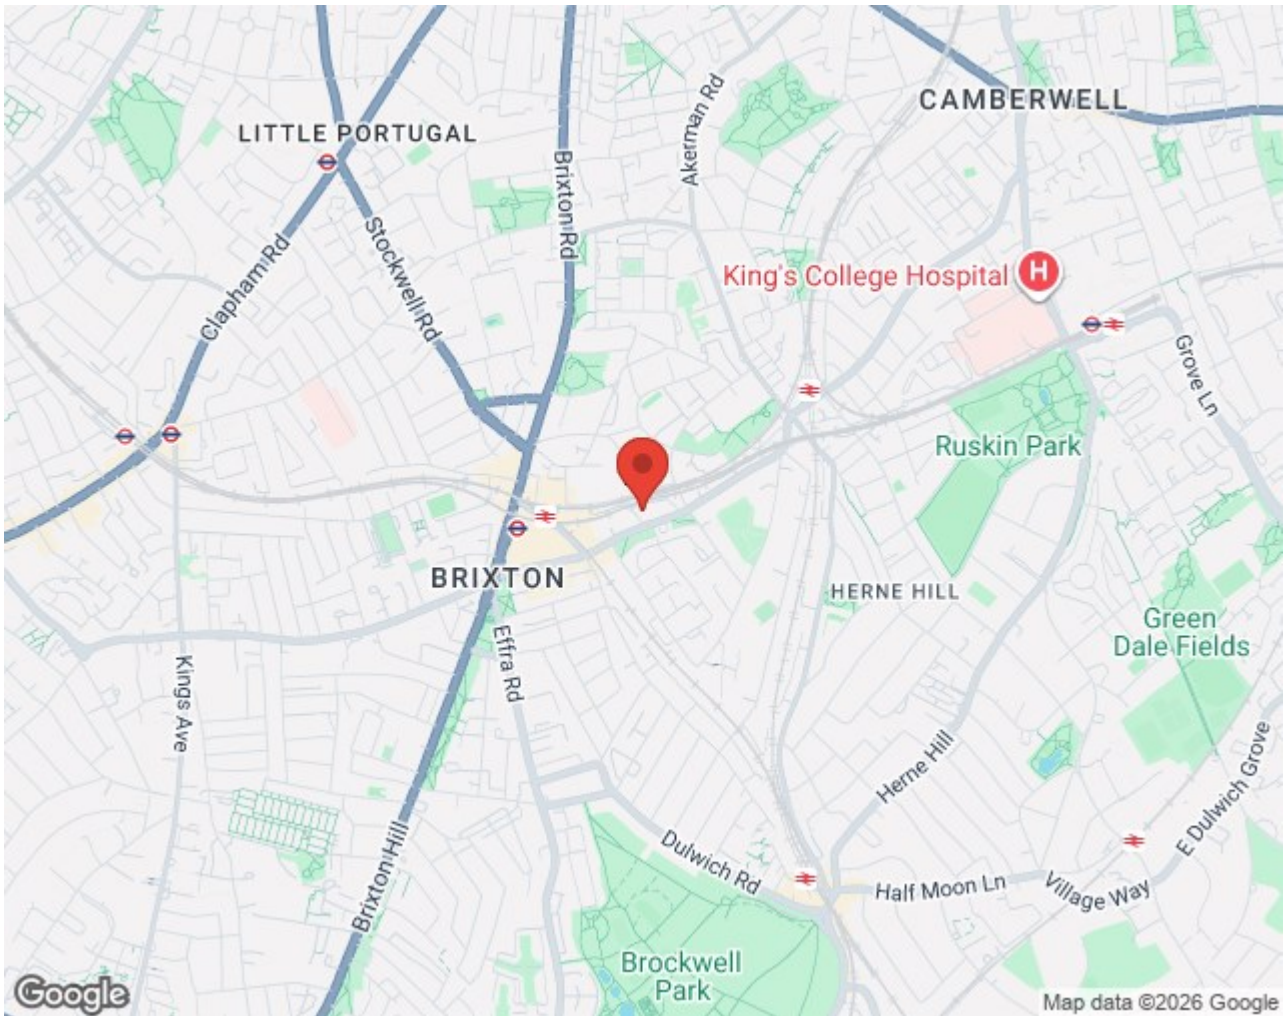 CAMBERWELL
LITTLE PORTUGAL
Akerman Rd
Brixton Rd
Stockwell Rd
Clapham Rd
King's College Hospital
H
Grove Ln
Ruskin Park
BRIXTON
HERNE HILL
Green
Dale Fields
Effra Rd
Kings Ave
Herne Hill
E Dulwich Grove
Brixton Hill
Dulwich Rd
Half Moon Ln
Village Way
Brockwell
Park
Google
Map data ©2026 Google